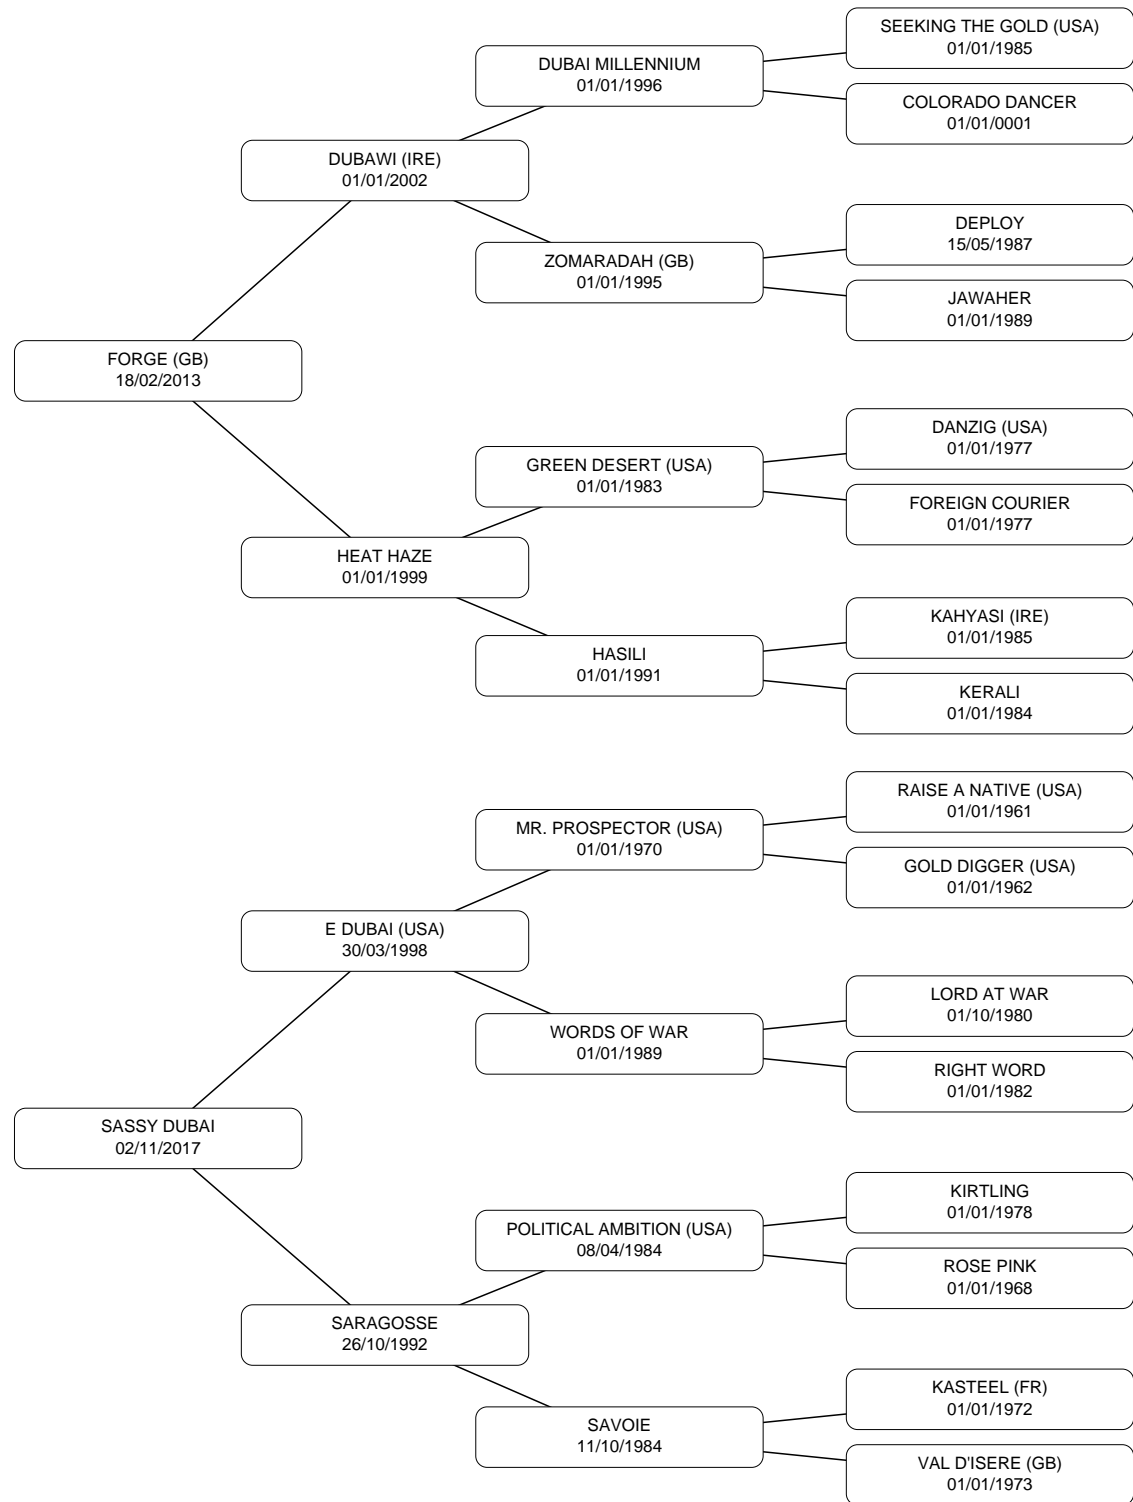 SEEKING THE GOLD (USA)
01/01/1985
DUBAI MILLENNIUM
01/01/1996
COLORADO DANCER
01/01/0001
DUBAWI (IRE)
01/01/2002
DEPLOY
15/05/1987
ZOMARADAH (GB)
01/01/1995
JAWAHER
01/01/1989
FORGE (GB)
18/02/2013
DANZIG (USA)
01/01/1977
GREEN DESERT (USA)
01/01/1983
FOREIGN COURIER
01/01/1977
HEAT HAZE
01/01/1999
KAHYASI (IRE)
01/01/1985
HASILI
01/01/1991
KERALI
01/01/1984
RAISE A NATIVE (USA)
01/01/1961
MR. PROSPECTOR (USA)
01/01/1970
GOLD DIGGER (USA)
01/01/1962
E DUBAI (USA)
30/03/1998
LORD AT WAR
01/10/1980
WORDS OF WAR
01/01/1989
RIGHT WORD
01/01/1982
SASSY DUBAI
02/11/2017
KIRTLING
01/01/1978
POLITICAL AMBITION (USA)
08/04/1984
ROSE PINK
01/01/1968
SARAGOSSE
26/10/1992
KASTEEL (FR)
01/01/1972
SAVOIE
11/10/1984
VAL D'ISERE (GB)
01/01/1973